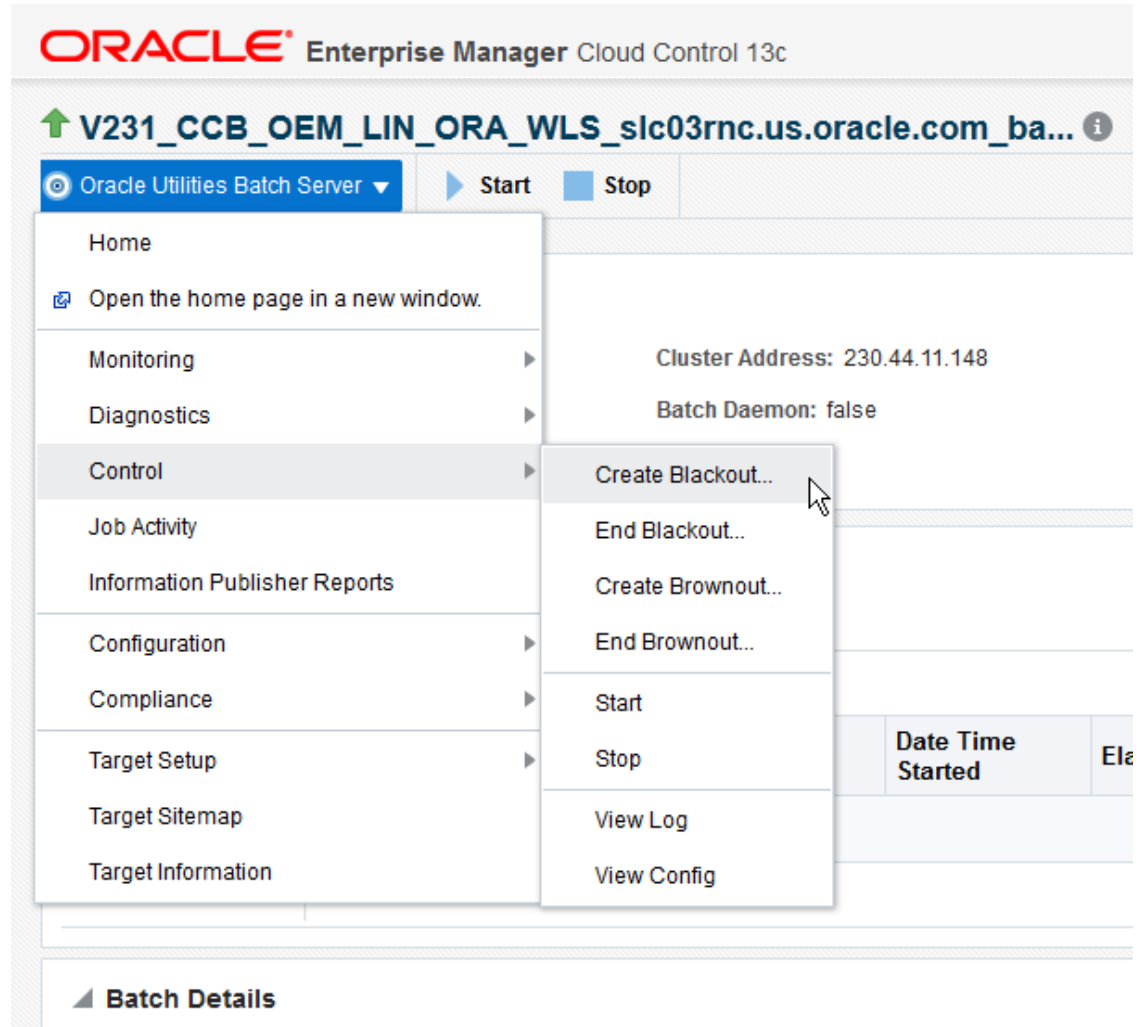 ORACLE Enterprise Manager Cloud Control 13c
V231_CCB_OEM_LIN_ORA_WLS_slc03rnc.us.oracle.com_ba...
Oracle Utilities Batch Server
Start
Stop
Home
Open the home page in a new window.
Monitoring
Diagnostics
Control
Job Activity
Information Publisher Reports
Configuration
Compliance
Target Setup
Target Sitemap
Target Information
Create Blackout...
End Blackout...
Create Brownout...
End Brownout...
Start
Stop
View Log
View Config
Cluster Address: 230.44.11.148
Batch Daemon: false
Date Time
Started
Batch Details